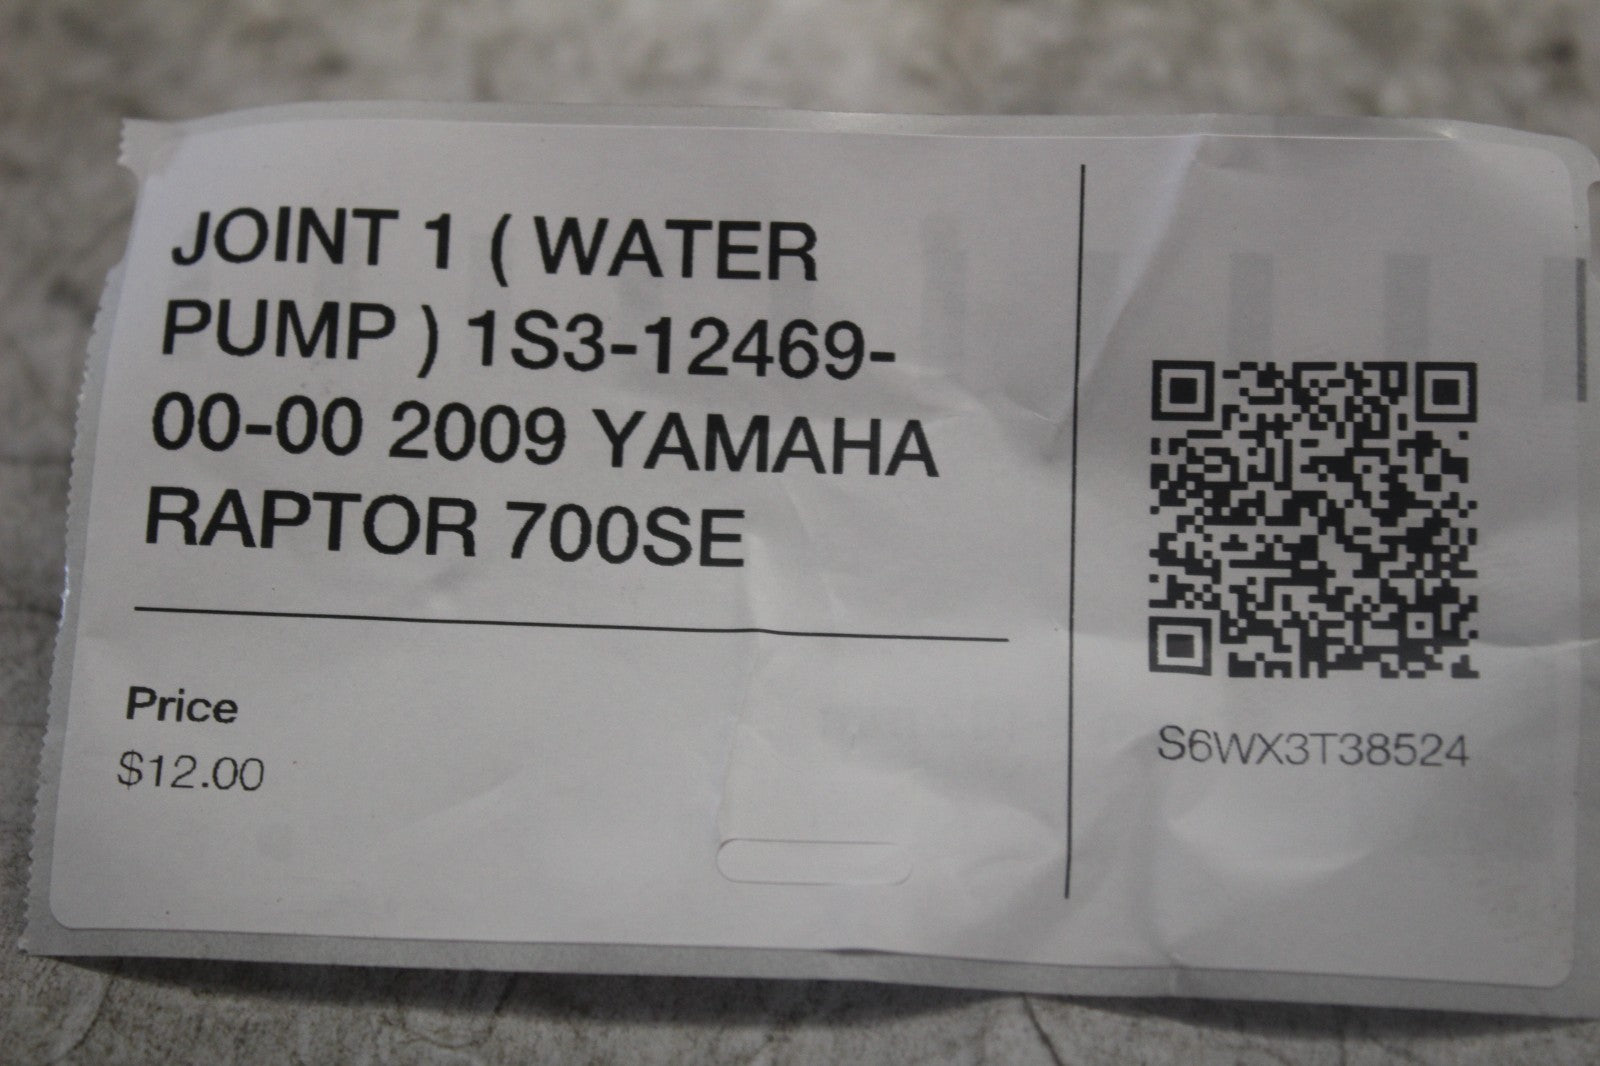 JOINT 1 ( WATER
PUMP ) 1S3-12469-
00-00 2009 YAMAHA
RAPTOR 700SE
Price
$12.00
S6WX3T38524